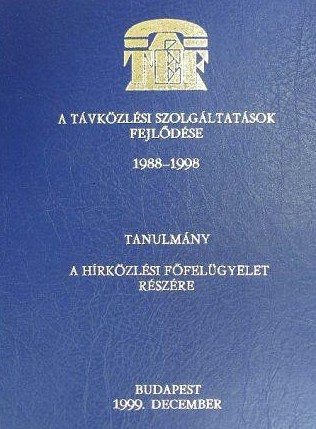 A TÁVKÖZLÉSI SZOLGÁLTATÁSOK
FEJLŐDÉSE
1988-1998
TANULMÁNY
A HÍRKÖZLÉSI FŐFELÜGYELET
RÉSZÉRE
BUDAPEST
1999. DECEMBER